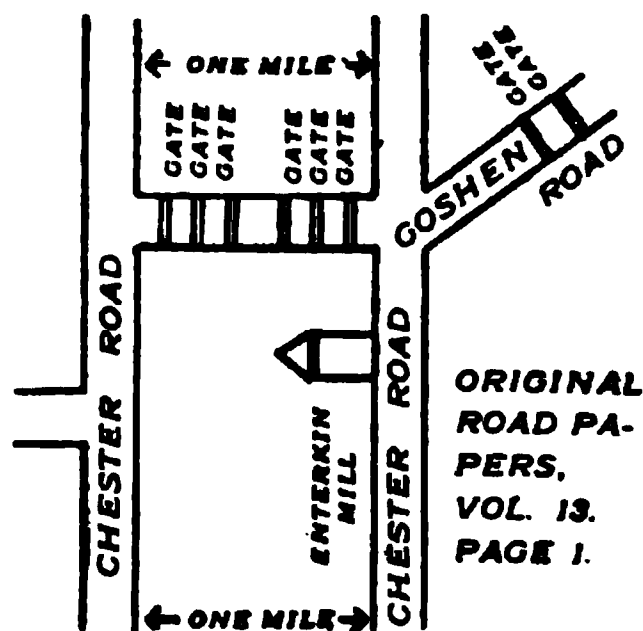 ONE MILE
GATE
GATE
GATE
GATE
GATE
GATE
GATE
GATE
GOSHEN
ROAD
CHESTER ROAD
CHESTER ROAD
ENTERKIN
MILL
ORIGINAL
ROAD PA-
PERS,
VOL. 13.
PAGE 1.
ONE MILE